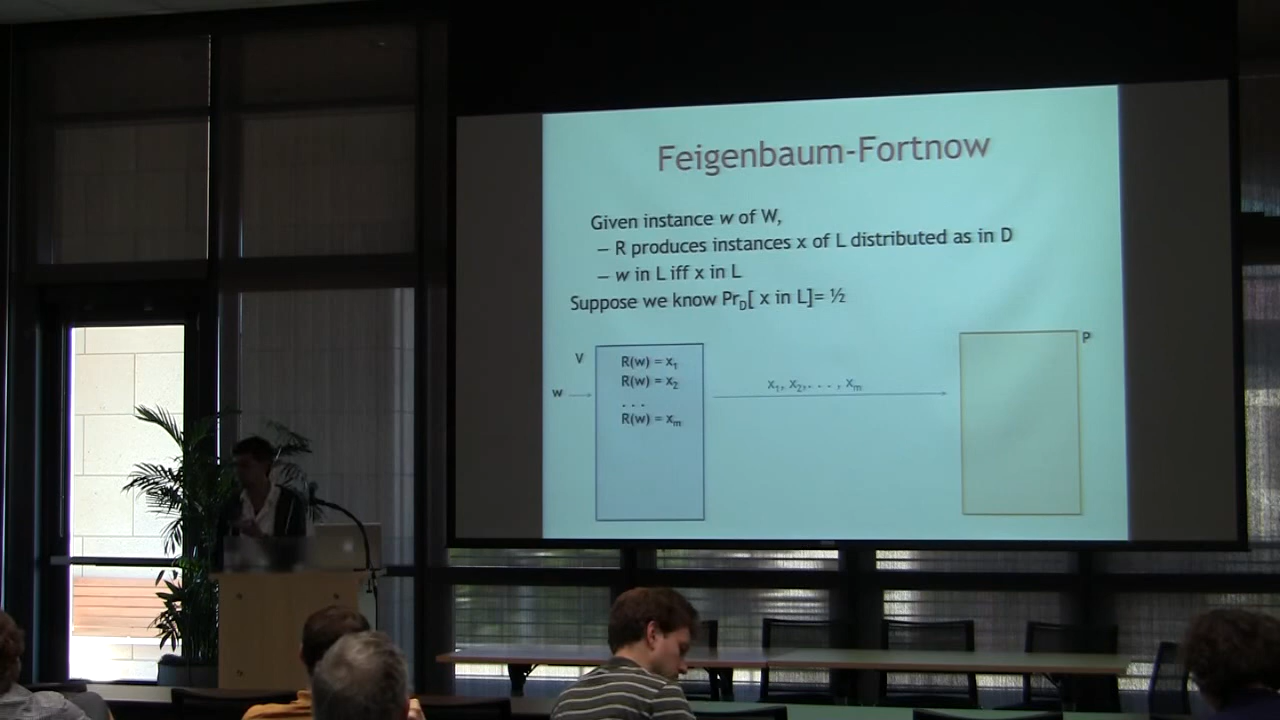 Feigenbaum-Fortnow
Given instance w of W,
– R produces instances x of L distributed as in D
– w in L iff x in L
Suppose we know PrD[ x in L]= ½
V
P
R(w) = x1
R(w) = x2
w
x1, x2,. . . , xm
. . .
R(w) = xm